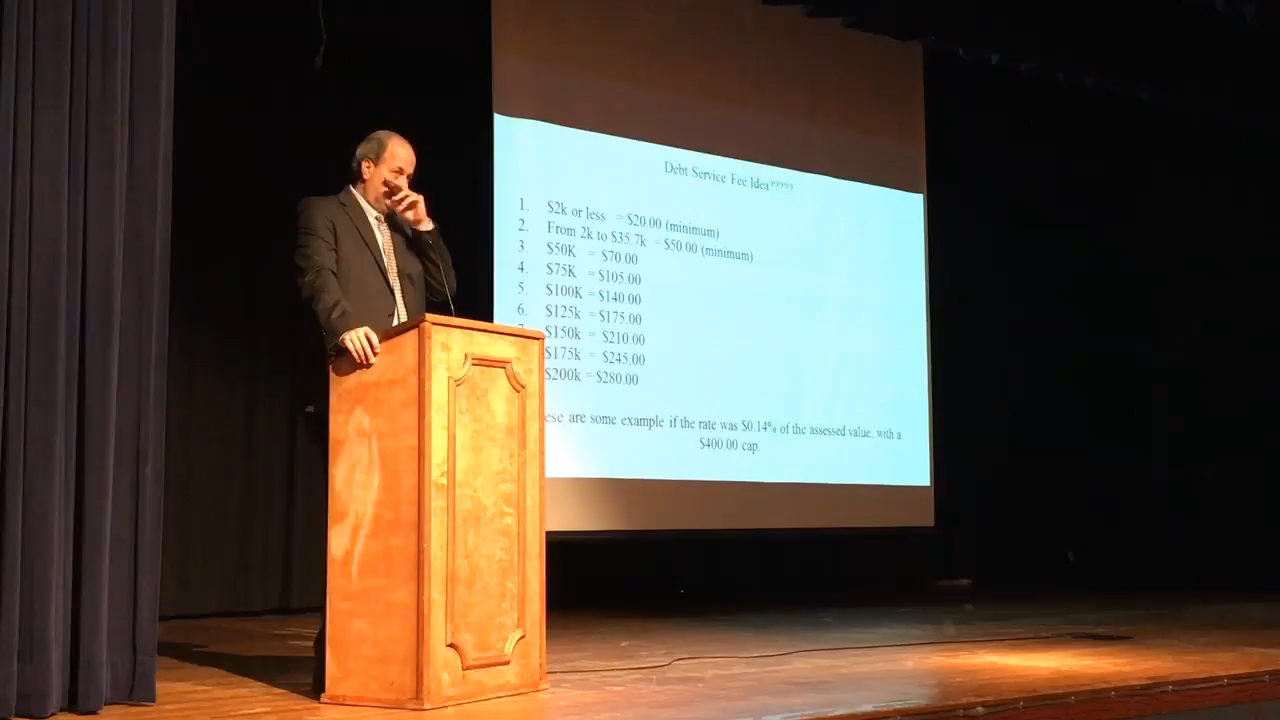 Debt Service Fee Idea?????
1. $2k or less = $20.00 (minimum)
2. From 2k to $35.7k = $50.00 (minimum)
3. $50K = $70.00
4. $75K = $105.00
5. $100K = $140.00
6. $125k = $175.00
$150k = $210.00
$175k = $245.00
$200k = $280.00
ese are some example if the rate was $0.14% of the assessed value, with a
$400.00 cap.